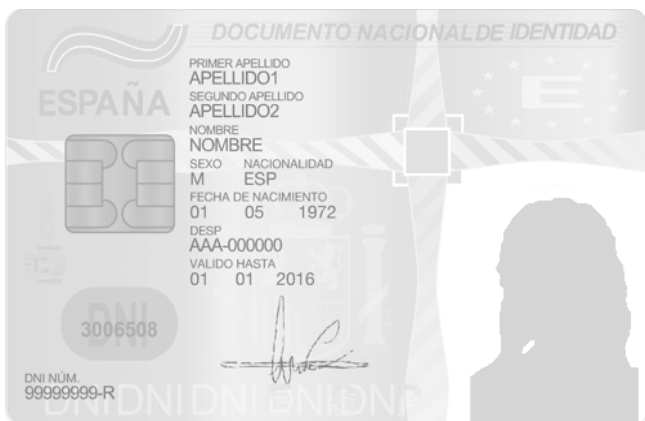 DOCUMENTO NACIONAL DE IDENTIDAD
ESPAÑA
PRIMER APELLIDO
APELLIDO1
SEGUNDO APELLIDO
APELLIDO2
NOMBRE
NOMBRE
SEXO NACIONALIDAD
M ESP
FECHA DE NACIMIENTO
01 05 1972
DESP
AAA-000000
VALIDO HASTA
01 01 2016
DNI
3006508
DNI NÚM.
99999999-R
DNIDNIDNIDNIDNI